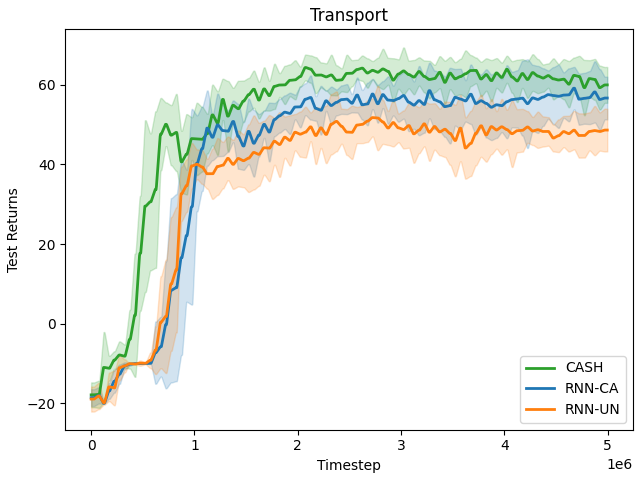 Transport
Test Returns
60
40
20
0
−20
CASH
RNN-CA
RNN-UN
0 1 2 3 4 5
1e6
Timestep